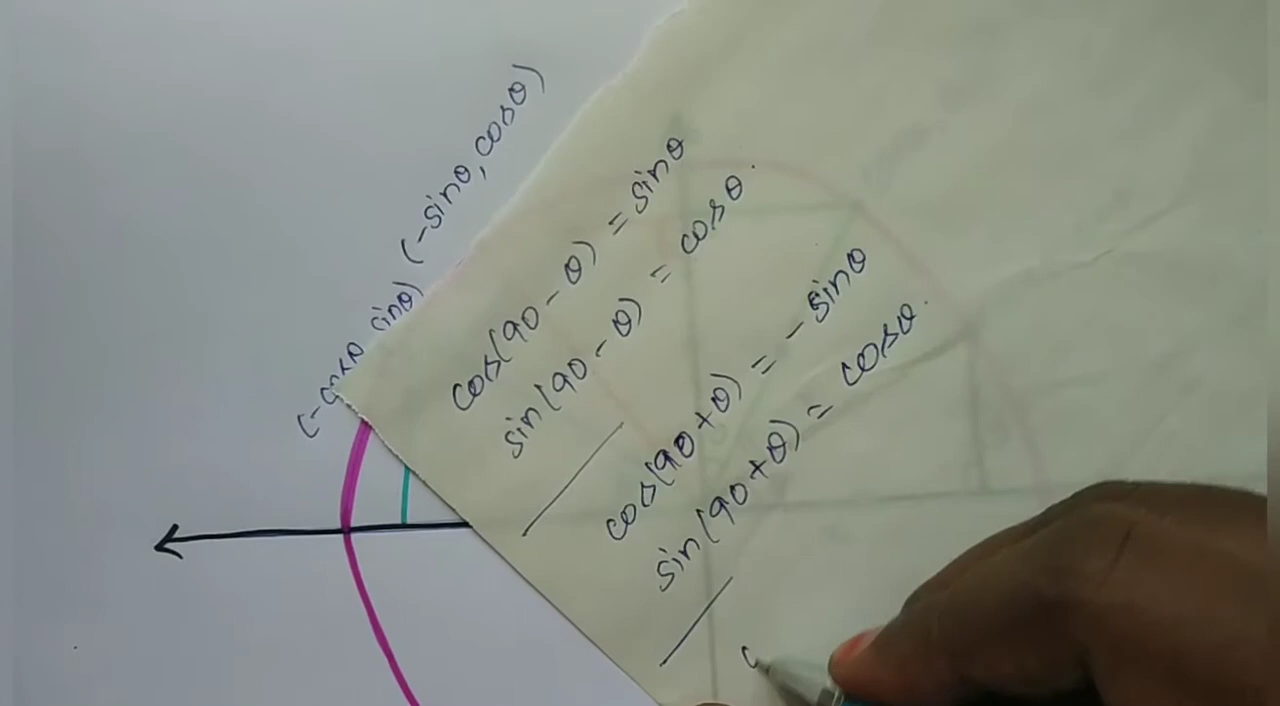 (-sinθ, cosθ)
(-cosθ, sinθ)
cos(90-θ) = sinθ
sin(90-θ) = cosθ.
cos(90+θ) = -sinθ
sin(90+θ) = cosθ.